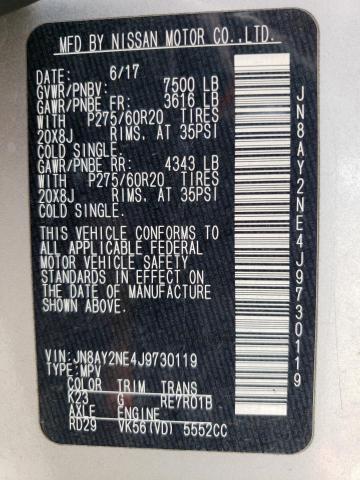 MFD BY NISSAN MOTOR CO.,LTD.
DATE: 6/17
GVWR/PNBV: 7500 LB
GAWR/PNBE FR: 3616 LB
WITH P275/60R20 TIRES
20X8J RIMS, AT 35PSI
COLD SINGLE.
GAWR/PNBE RR: 4343 LB
WITH P275/60R20 TIRES
20X8J RIMS, AT 35PSI
COLD SINGLE.
THIS VEHICLE CONFORMS TO
ALL APPLICABLE FEDERAL
MOTOR VEHICLE SAFETY
STANDARDS IN EFFECT ON
THE DATE OF MANUFACTURE
SHOWN ABOVE.
VIN:JN8AY2NE4J9730119
TYPE:MPV
COLOR TRIM TRANS
K23 G RE7R01B
AXLE ENGINE
RD29 VK56(VD) 5552CC
JN8AY2NE4J9730119